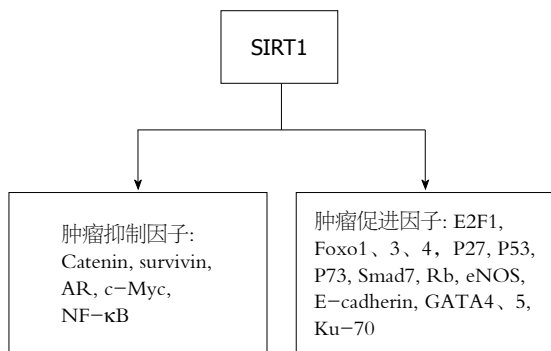 SIRT1
肿瘤抑制因子:
Catenin, survivin,
AR, c-Myc,
NF-κB
肿瘤促进因子: E2F1,
Foxo1、3、4，P27, P53,
P73, Smad7, Rb, eNOS,
E-cadherin, GATA4、5,
Ku-70